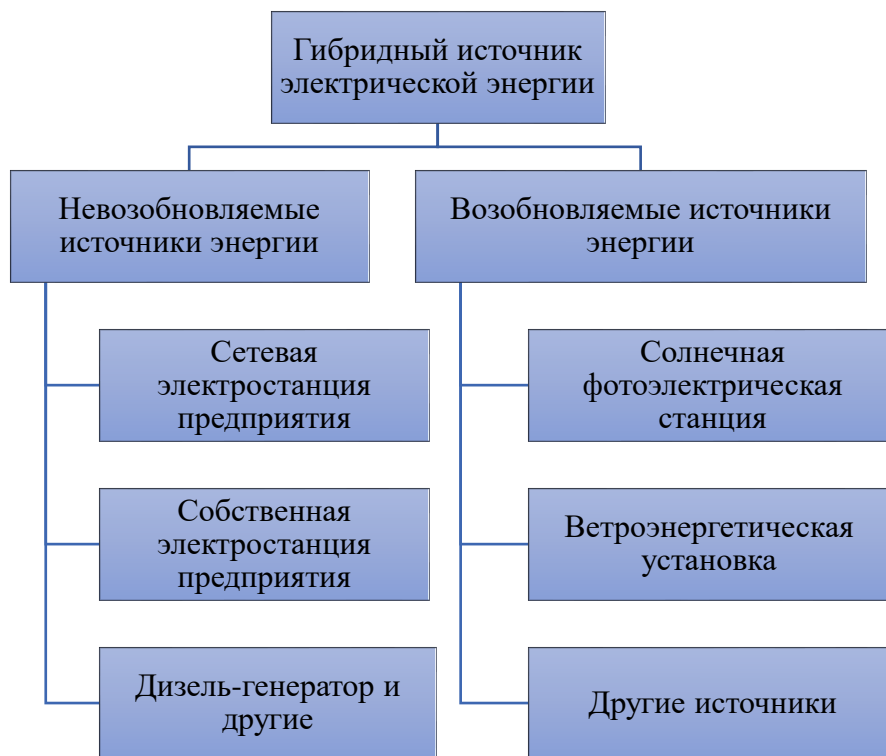 Гибридный источник
электрической энергии
Невозобновляемые
источники энергии
Сетевая
электростанция
предприятия
Собственная
электростанция
предприятия
Дизель-генератор и
другие
Возобновляемые источники
энергии
Солнечная
фотоэлектрическая
станция
Ветроэнергетическая
установка
Другие источники